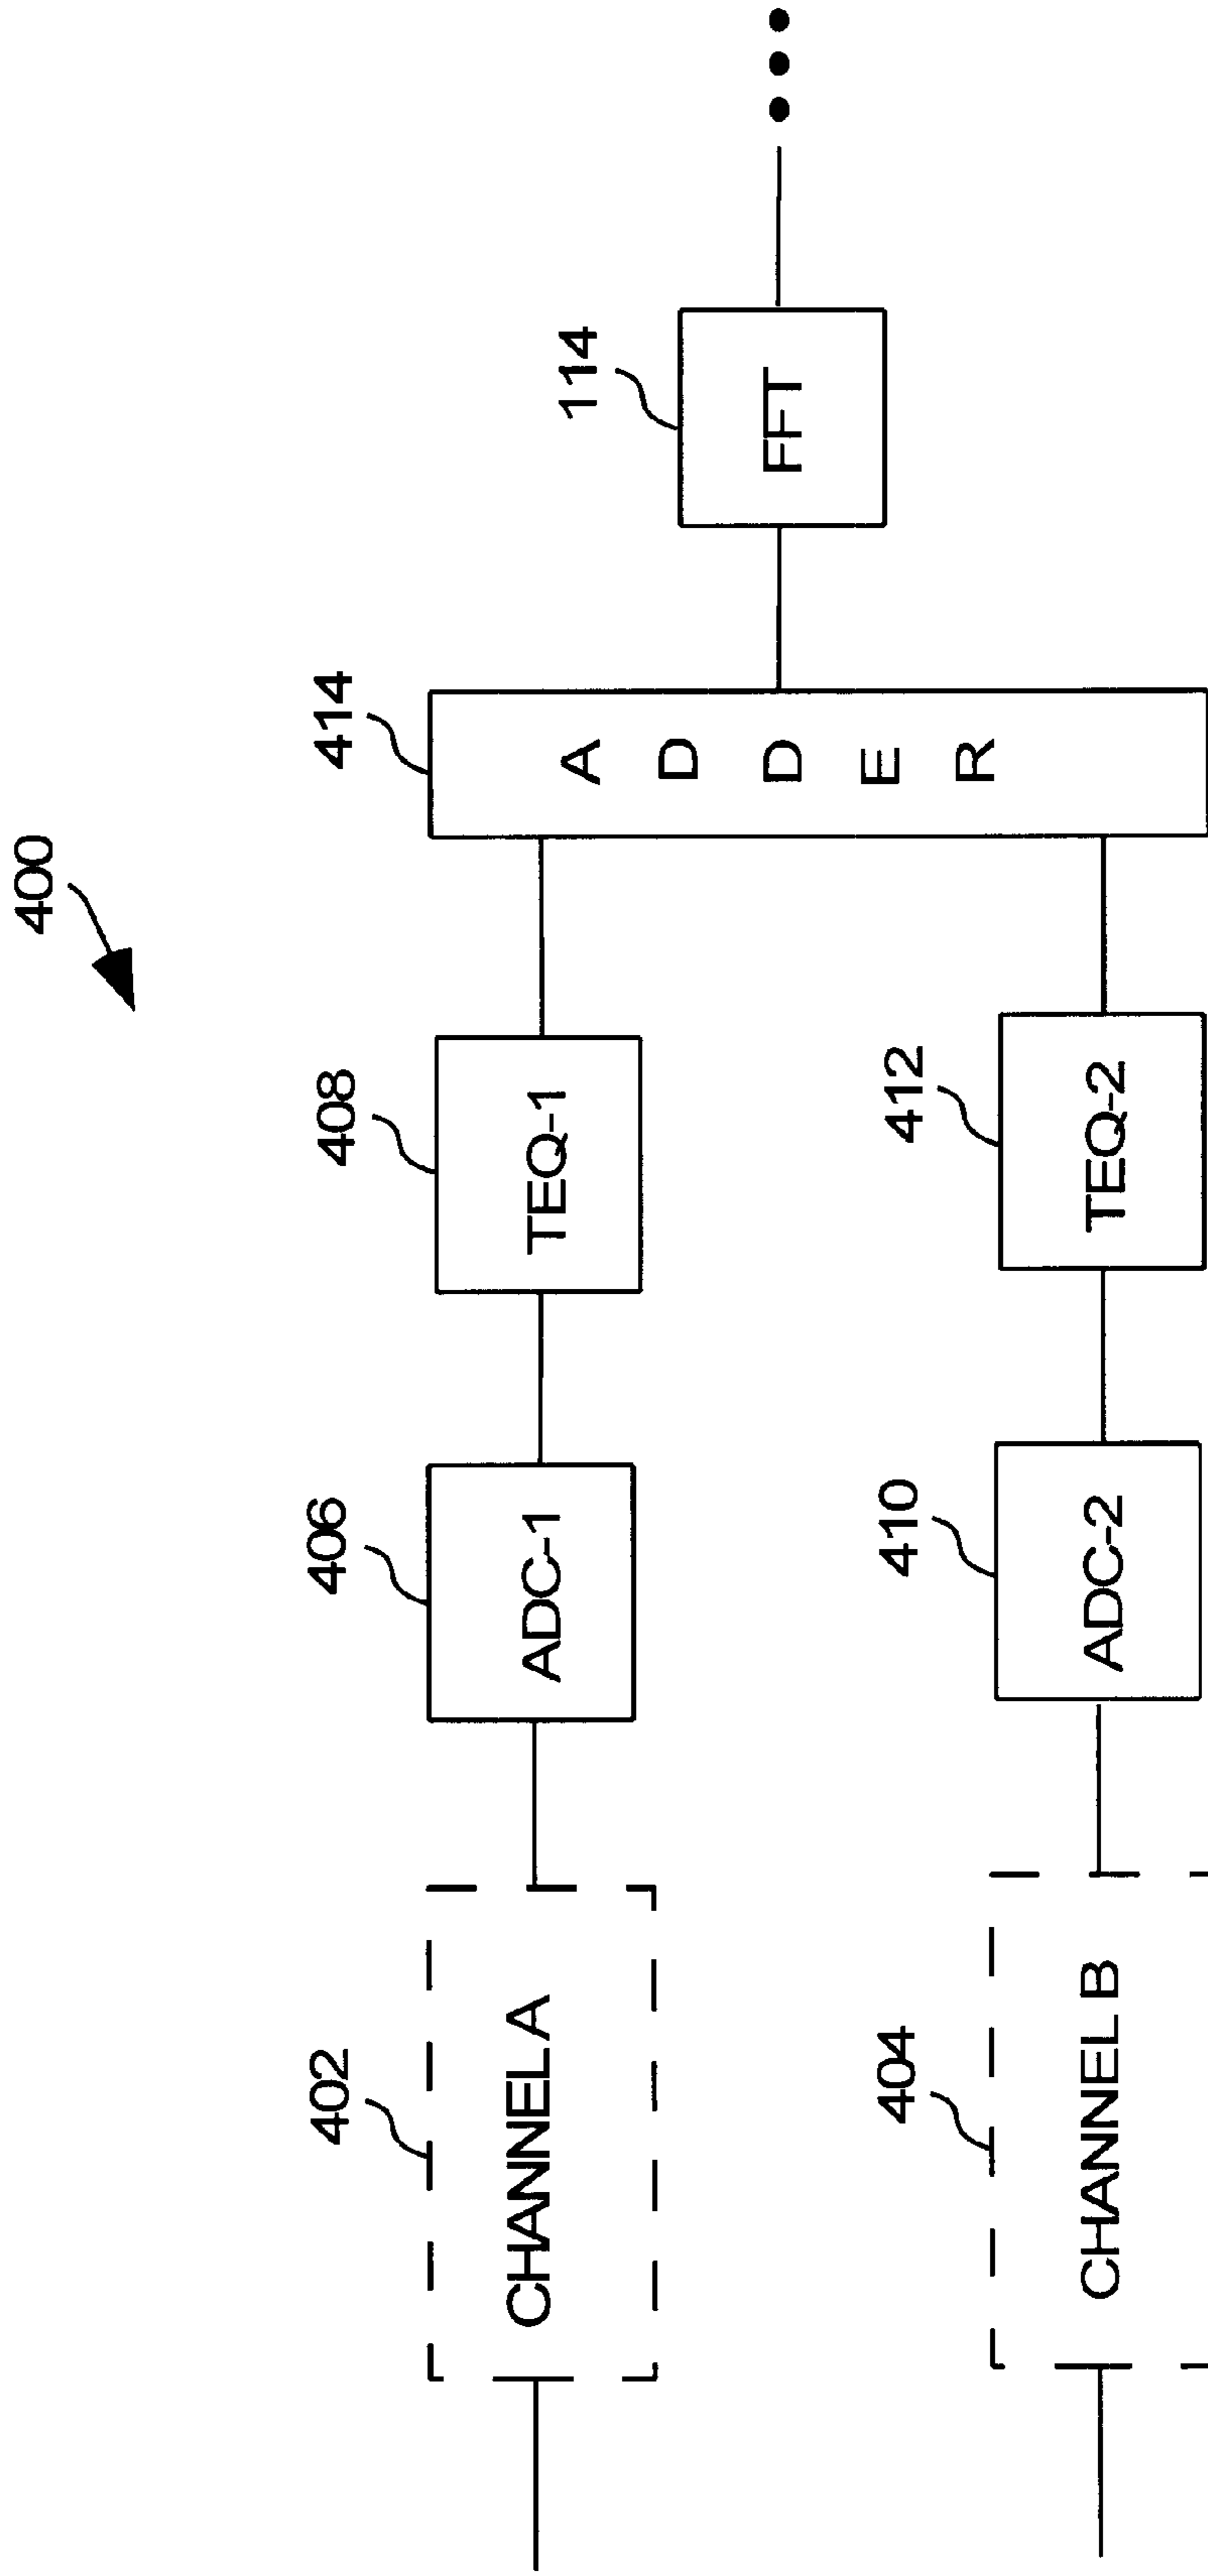 400
402
CHANNEL A
406
ADC-1
408
TEQ-1
414
ADDER
114
FFT
404
CHANNEL B
410
ADC-2
412
TEQ-2